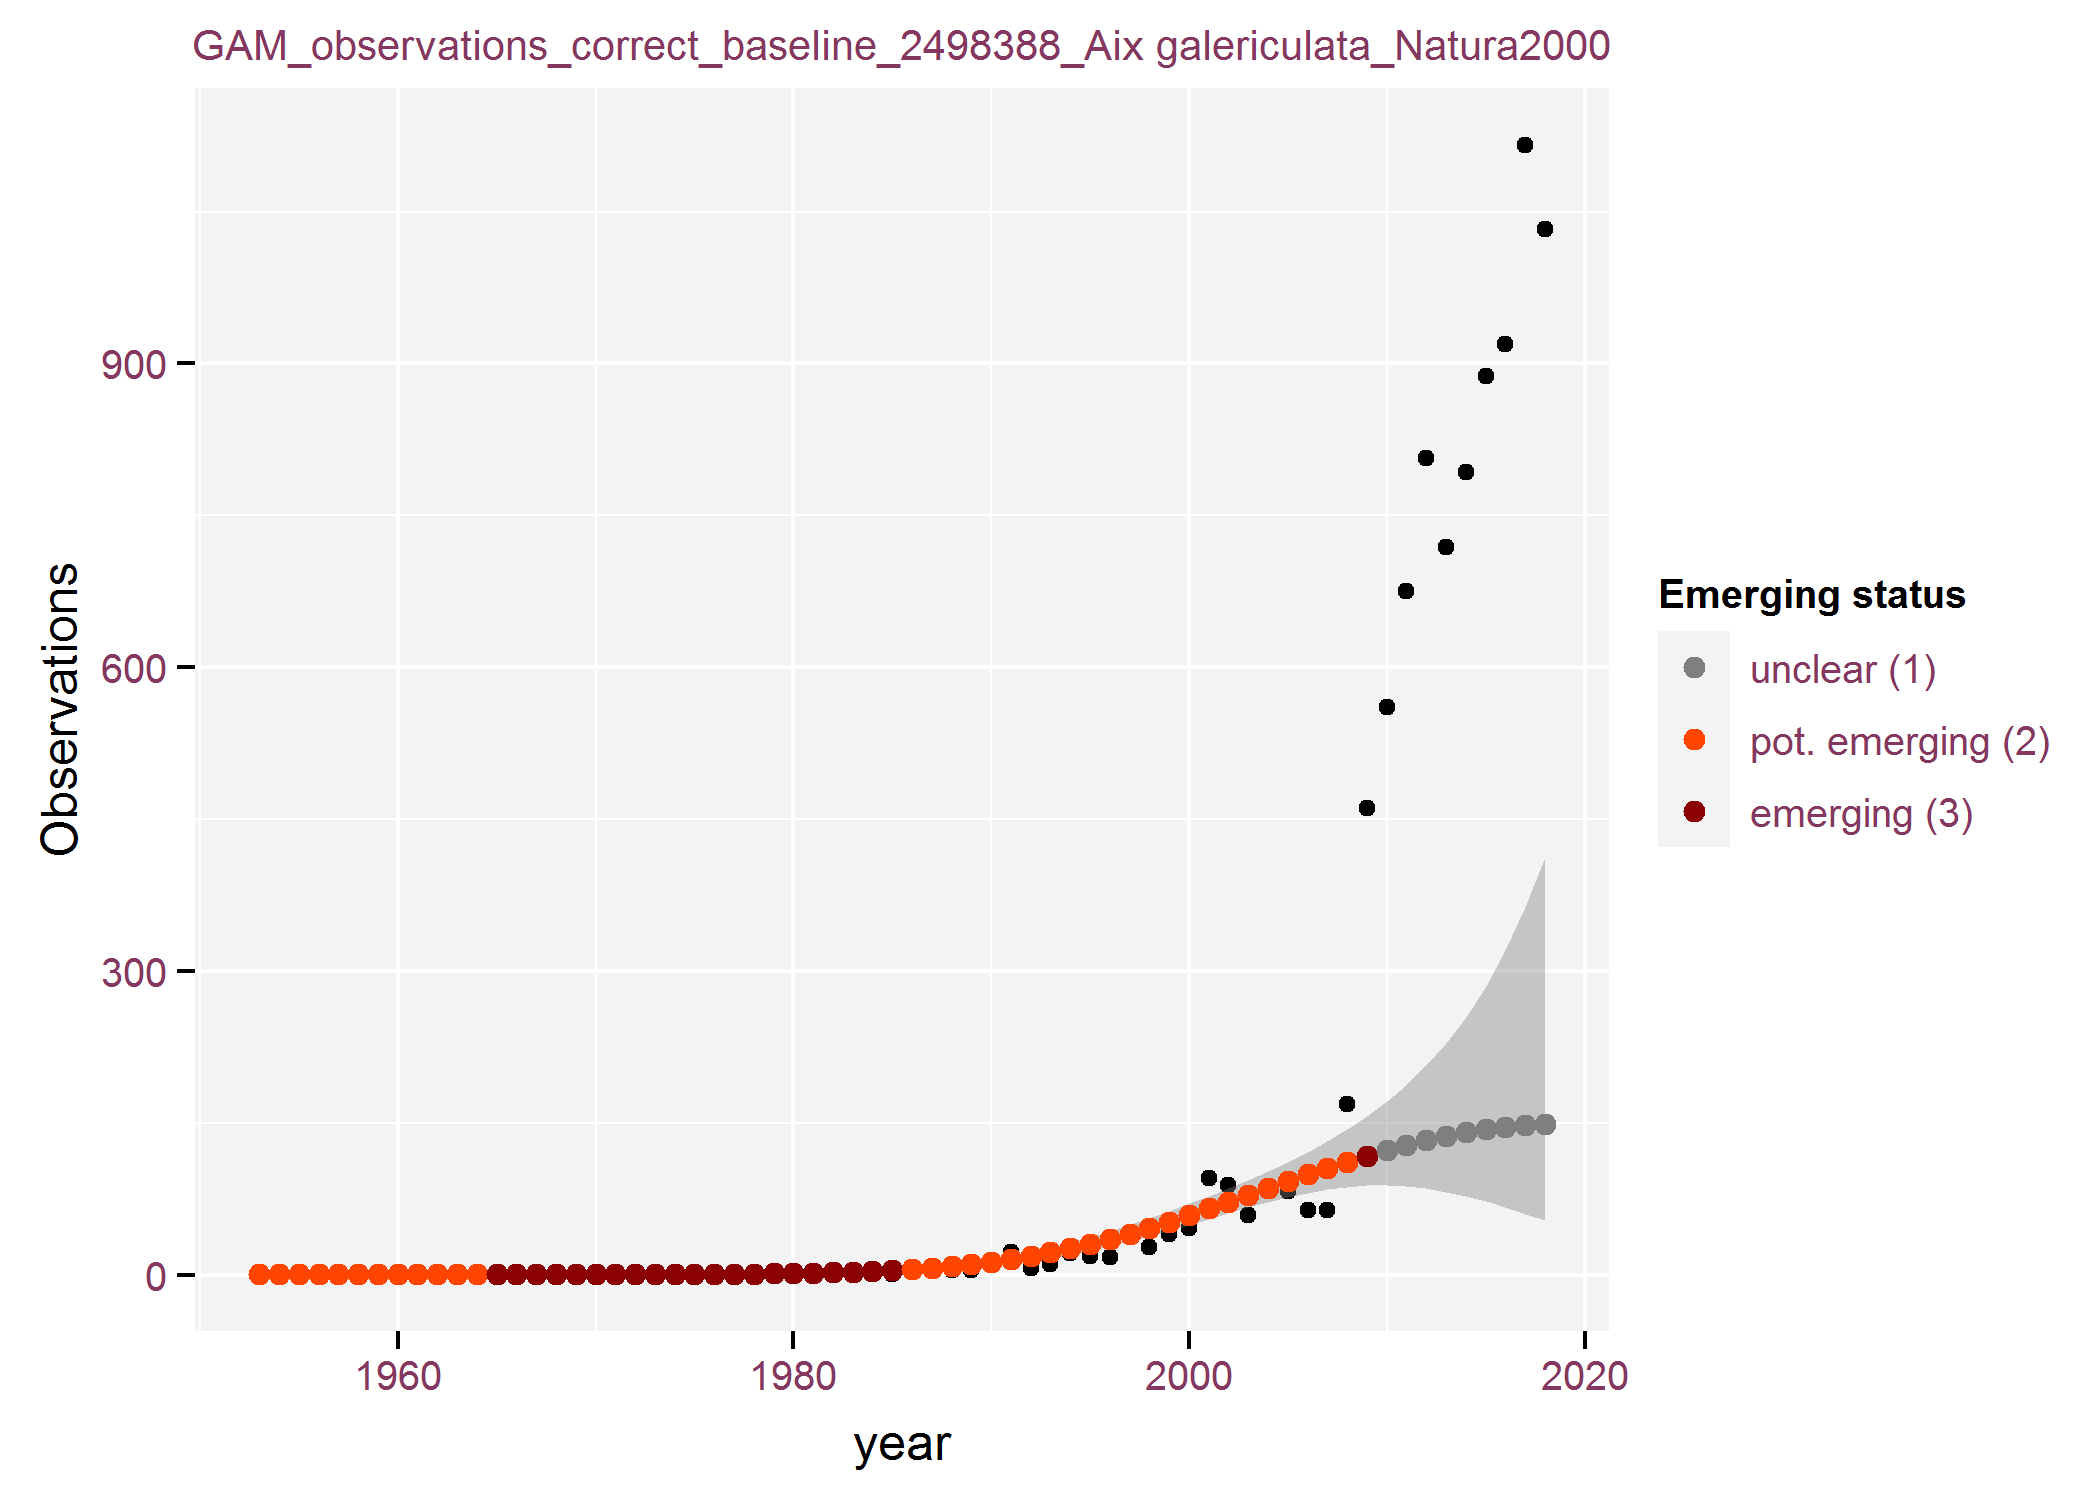 GAM_observations_correct_baseline_2498388_Aix galericulata_Natura2000
Observations
900
600
300
0
1960
1980
2000
2020
year
Emerging status
unclear (1)
pot. emerging (2)
emerging (3)